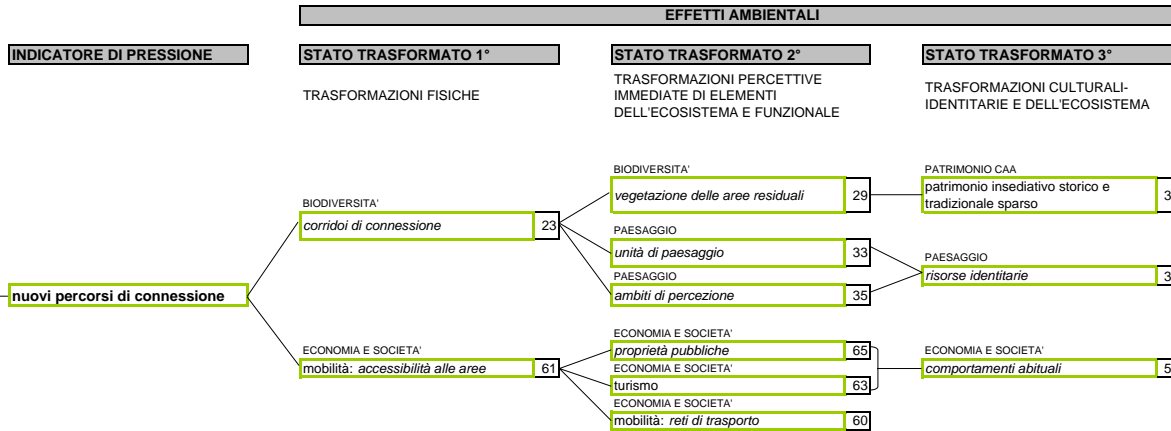 EFFETTI AMBIENTALI
INDICATORE DI PRESSIONE
STATO TRASFORMATO 1°
STATO TRASFORMATO 2°
STATO TRASFORMATO 3°
TRASFORMAZIONI FISICHE
TRASFORMAZIONI PERCETTIVE
IMMEDIATE DI ELEMENTI
DELL'ECOSISTEMA E FUNZIONALE
TRASFORMAZIONI CULTURALI-
IDENTITARIE E DELL'ECOSISTEMA
nuovi percorsi di connessione
BIODIVERSITA'
corridoi di connessione 23
ECONOMIA E SOCIETA'
mobilità: accessibilità alle aree 61
BIODIVERSITA'
vegetazione delle aree residuali 29
PAESAGGIO
unità di paesaggio 33
PAESAGGIO
ambiti di percezione 35
ECONOMIA E SOCIETA'
proprietà pubbliche 65
ECONOMIA E SOCIETA'
turismo 63
ECONOMIA E SOCIETA'
mobilità: reti di trasporto 60
PATRIMONIO CAA
patrimonio insediativo storico e
tradizionale sparso
PAESAGGIO
risorse identitarie
ECONOMIA E SOCIETA'
comportamenti abituali